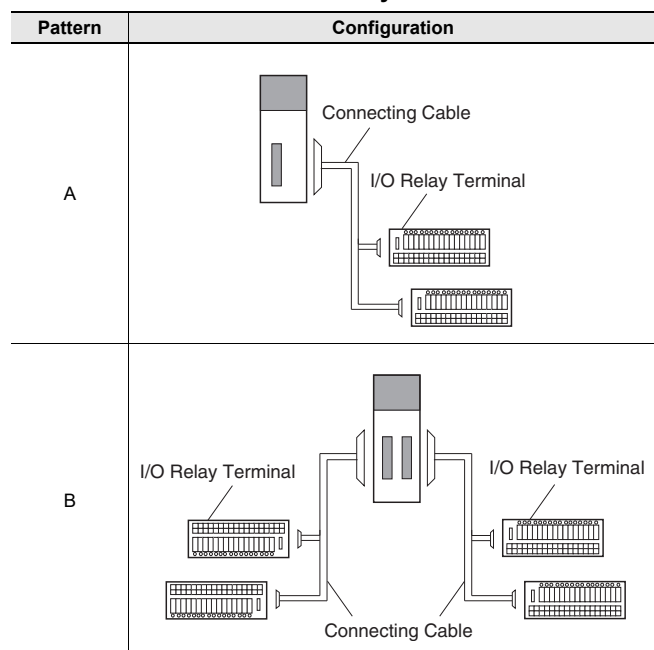 Pattern Configuration
A
Connecting Cable
I/O Relay Terminal
B
I/O Relay Terminal
I/O Relay Terminal
Connecting Cable